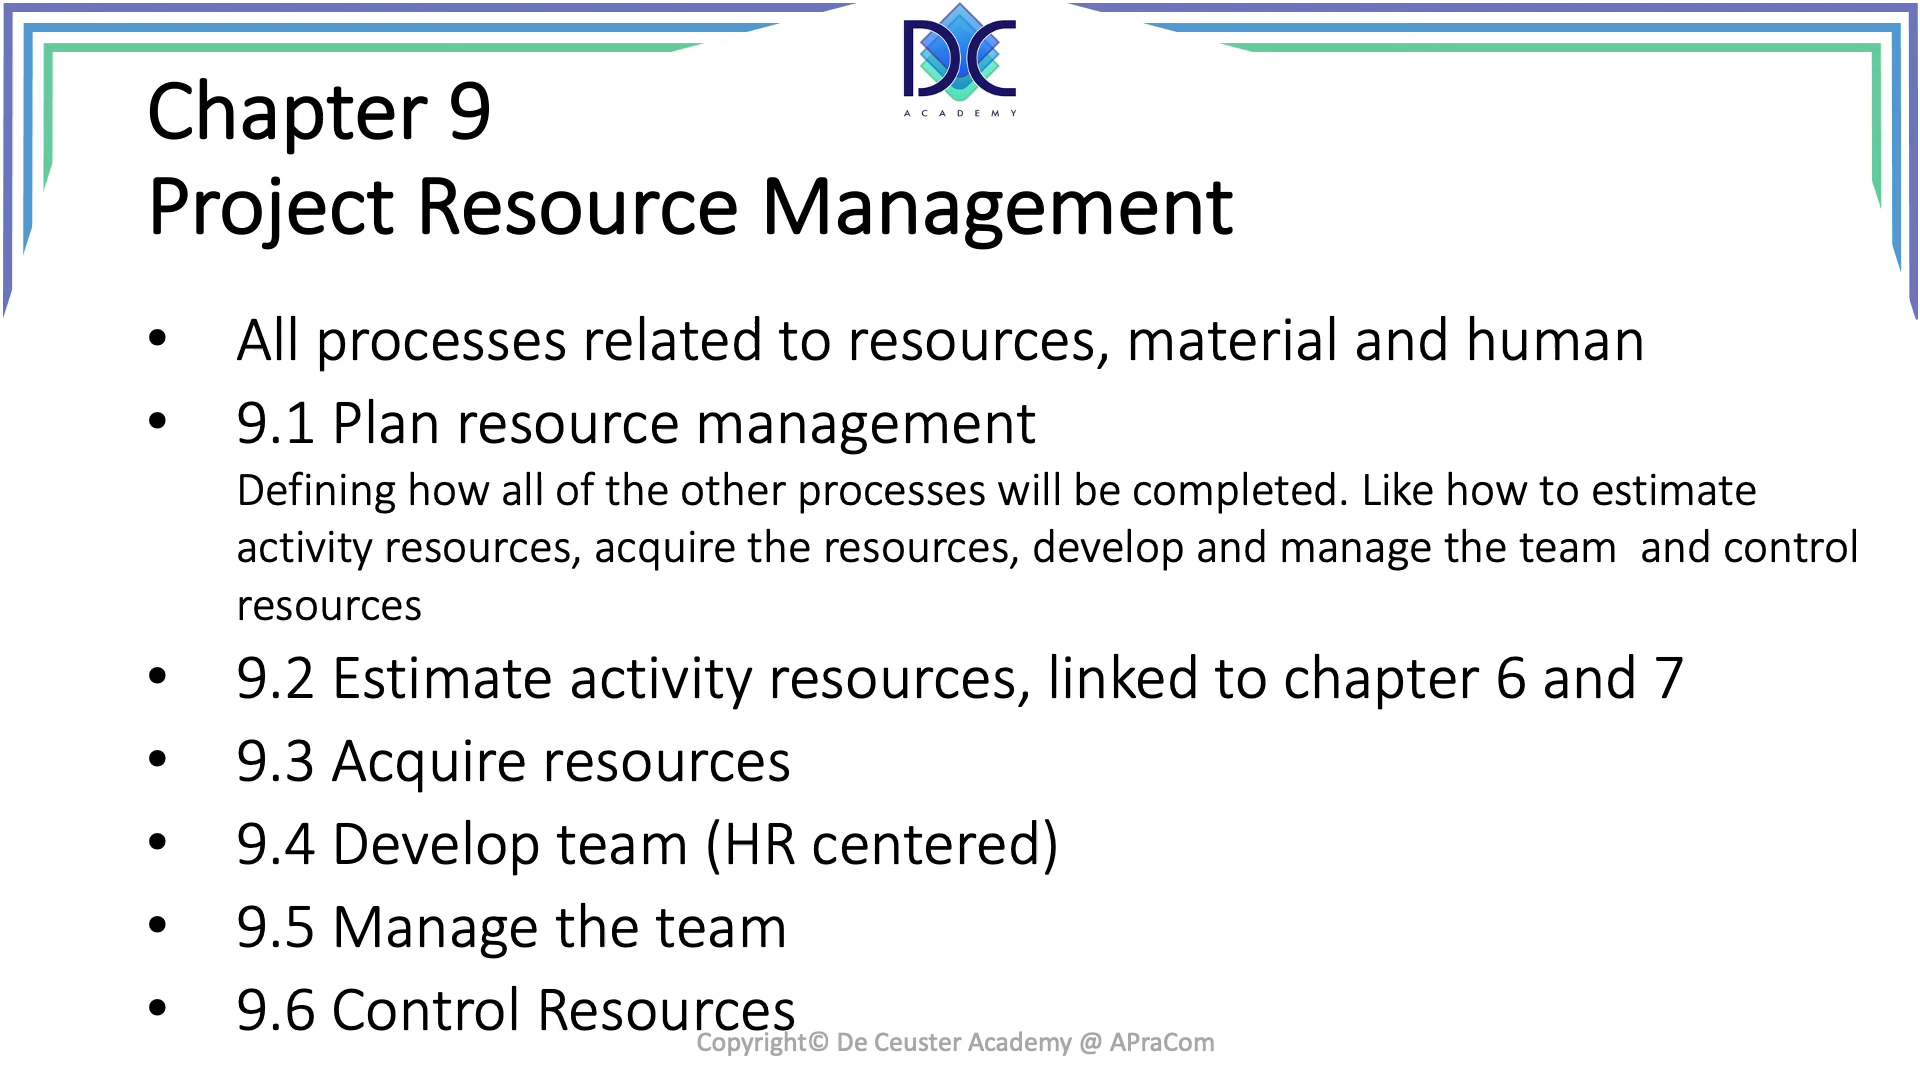 DC
ACADEMY
Chapter 9
Project Resource Management
• All processes related to resources, material and human
• 9.1 Plan resource management
Defining how all of the other processes will be completed. Like how to estimate
activity resources, acquire the resources, develop and manage the team  and control
resources
• 9.2 Estimate activity resources, linked to chapter 6 and 7
• 9.3 Acquire resources
• 9.4 Develop team (HR centered)
• 9.5 Manage the team
• 9.6 Control Resources
Copyright© De Ceuster Academy @ APraCom